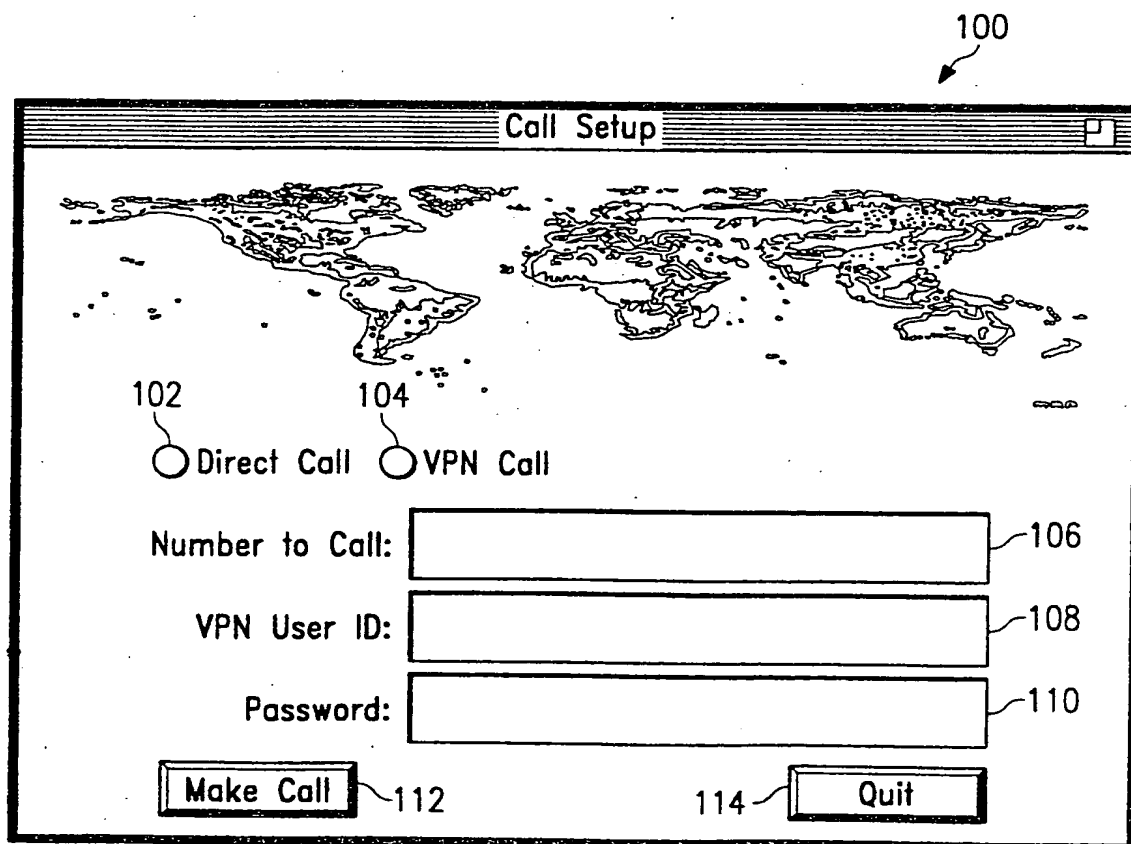 100
Call Setup
102
104
Direct Call
VPN Call
Number to Call:
106
VPN User ID:
108
Password:
110
Make Call
112
114
Quit